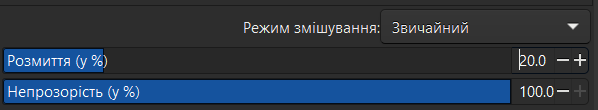 Режим змішування: Звичайний
Розмиття (у %) 20.0
Непрозорість (у %) 100.0